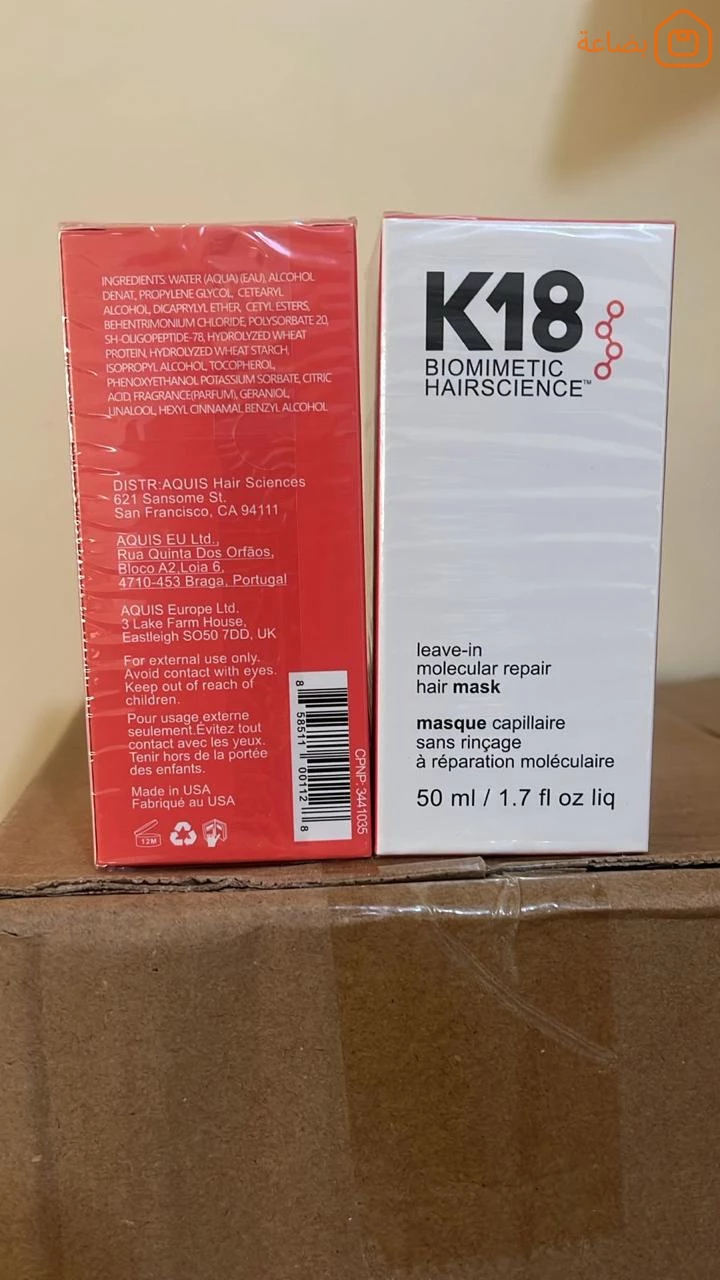 بضاعة
INGREDIENTS: WATER (AQUA) (EAU), ALCOHOL
DENAT, PROPYLENE GLYCOL, CETEARYL
ALCOHOL, DICAPRYLYL ETHER, CETYL ESTERS,
BEHENTRIMONIUM CHLORIDE, POLYSORBATE 20,
SH-OLIGOPEPTIDE-78, HYDROLYZED WHEAT
PROTEIN, HYDROLYZED WHEAT STARCH,
ISOPROPYL ALCOHOL, TOCOPHEROL,
PHENOXYETHANOL POTASSIUM SORBATE, CITRIC
ACID, FRAGRANCE(PARFUM), GERANIOL,
LINALOOL, HEXYL CINNAMAL BENZYL ALCOHOL
DISTR:AQUIS Hair Sciences
621 Sansome St.
San Francisco, CA 94111
AQUIS EU Ltd.,
Rua Quinta Dos Orfãos,
Bloco A2,Loia 6,
4710-453 Braga, Portugal
AQUIS Europe Ltd.
3 Lake Farm House,
Eastleigh SO50 7DD, UK
For external use only.
Avoid contact with eyes.
Keep out of reach of
children.
Pour usage externe
seulement.Évitez tout
contact avec les yeux.
Tenir hors de la portée
des enfants.
Made in USA
Fabriqué au USA
12M
8 58511 00112 8
CPNP: 3441035
K18
BIOMIMETIC
HAIRSCIENCE™
leave-in
molecular repair
hair mask
masque capillaire
sans rinçage
à réparation moléculaire
50 ml / 1.7 fl oz liq